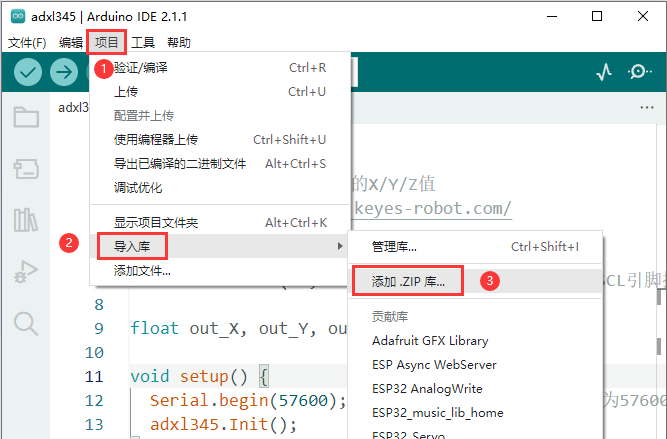 adxl345 | Arduino IDE 2.1.1
文件(F) 编辑 项目 工具 帮助
1
验证/编译 Ctrl+R
上传 Ctrl+U
adxl345
配置并上传
使用编程器上传 Ctrl+Shift+U
导出已编译的二进制文件 Alt+Ctrl+S
调试优化
的X/Y/Z值
显示项目文件夹 Alt+Ctrl+K
keyes-robot.com/
2
导入库
管理库... Ctrl+Shift+I
添加文件...
添加 .ZIP 库...
3
SCL引脚
8
贡献库
9 float out_X, out_Y, ou
Adafruit GFX Library
10
ESP Async WebServer
11 void setup() {
ESP32 AnalogWrite
12 Serial.begin(57600);
为57600
ESP32_music_lib_home
13 adxl345.Init();
ESP32_Servo